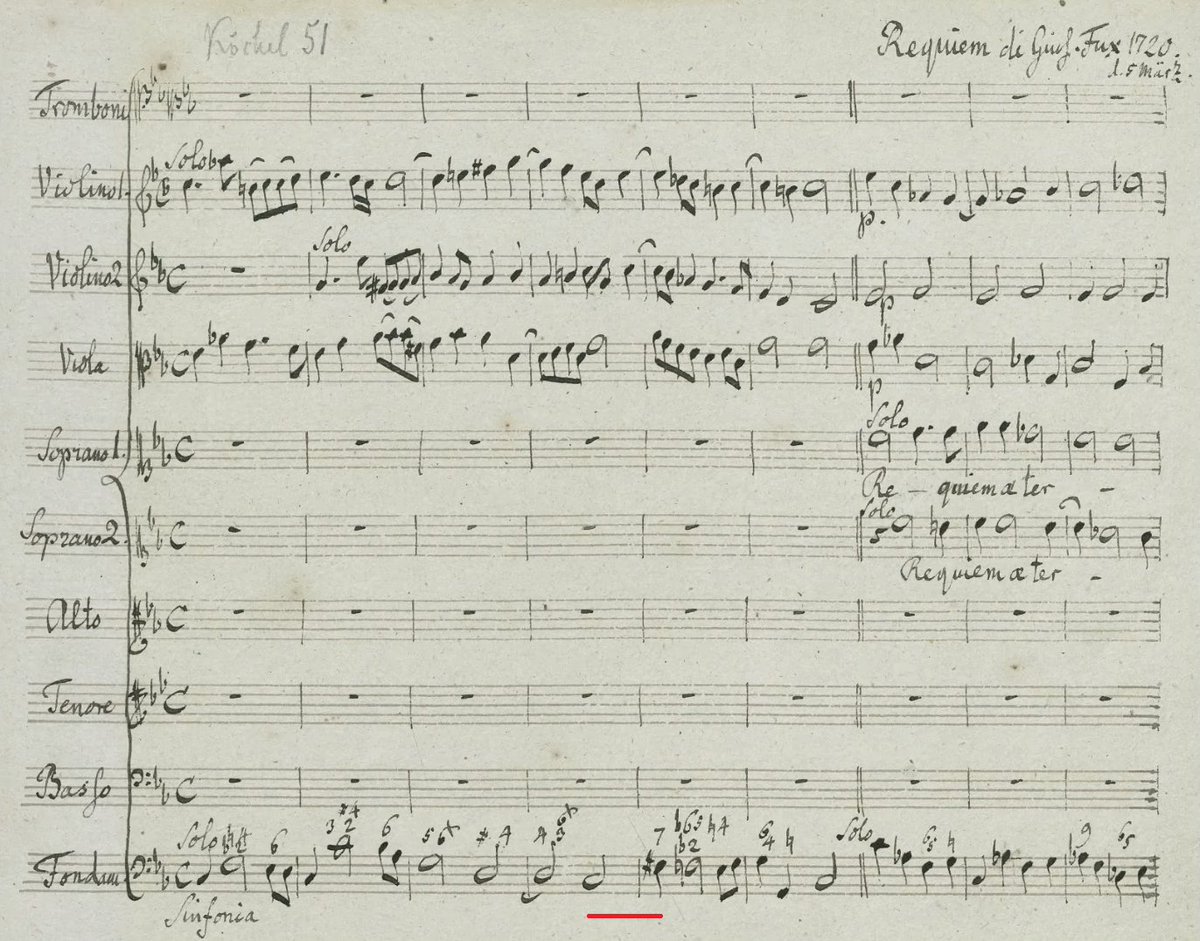 Köchel 51
Requiem di Gius. Fux 1720.
d. 5 März.
Tromboni
Violino 1.
Solo
p.
Violino 2
Solo
p
Viola
p
Soprano 1.
Solo
Re - quiem æter -
Soprano 2.
Solo
Requiem æter -
Alto
Tenore
Basso
Solo
Solo
Fondam
Sinfonia